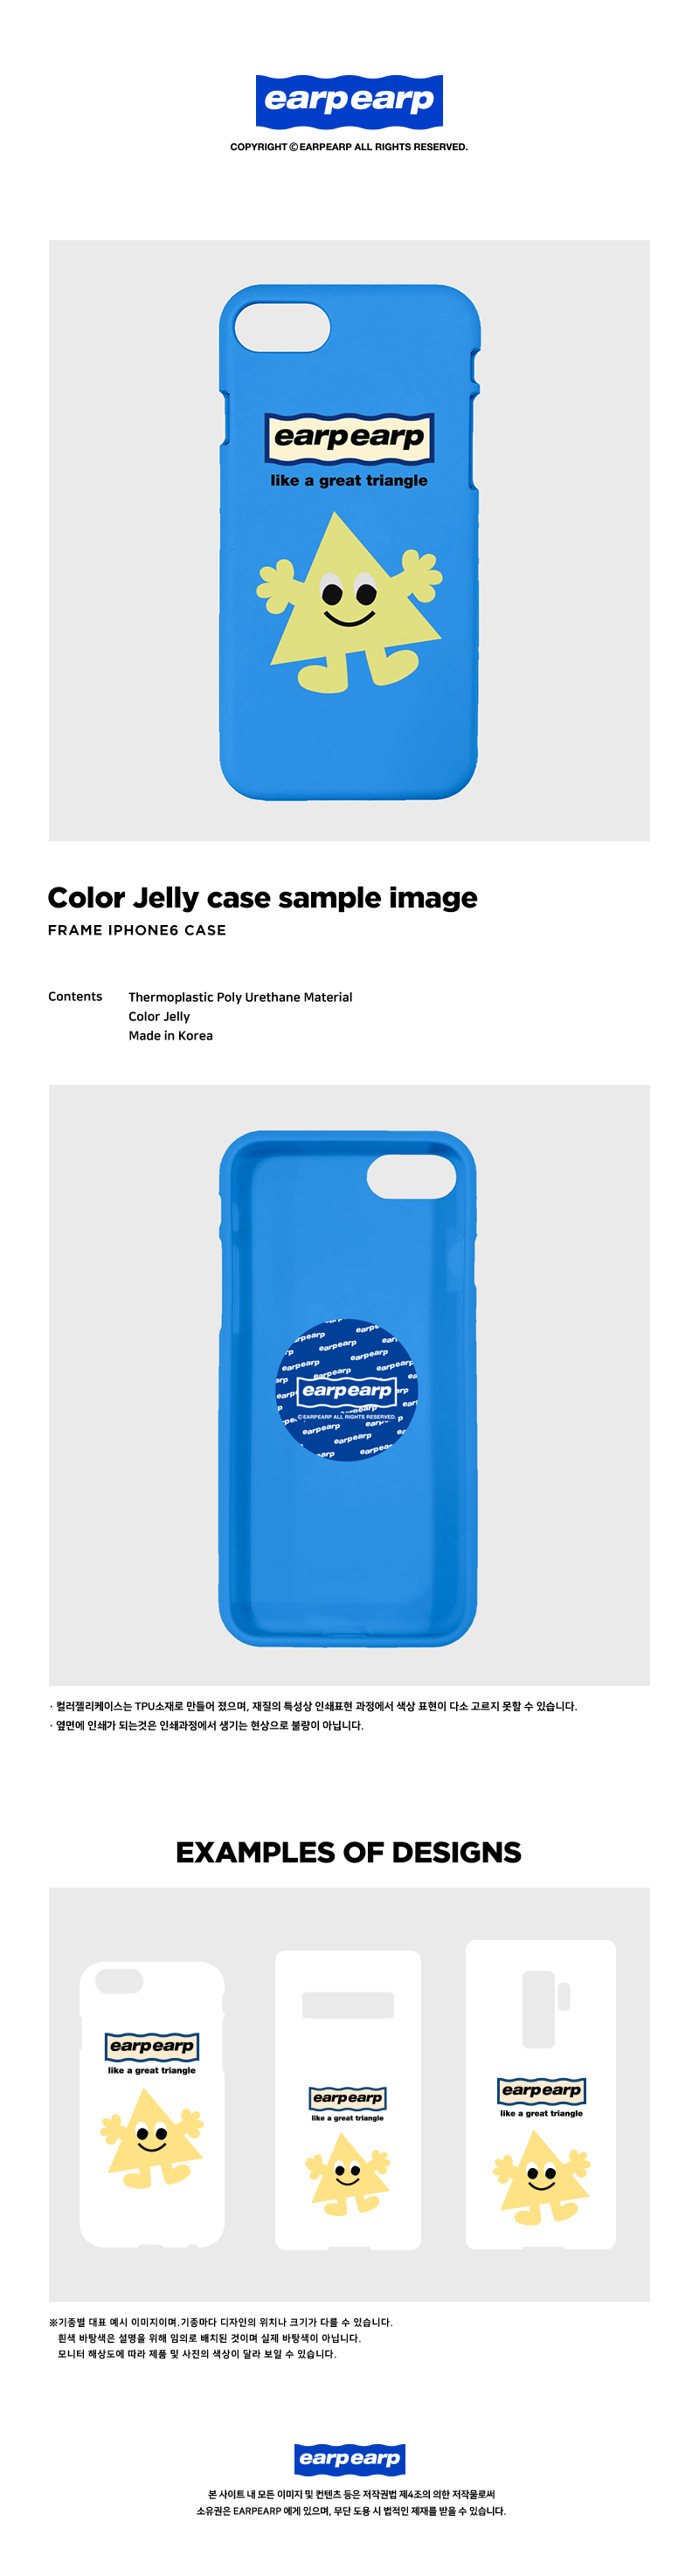 earpearp
COPYRIGHT ⓒ EARPEARP ALL RIGHTS RESERVED.
earpearp
like a great triangle
Color Jelly case sample image
FRAME IPHONE6 CASE
Contents
Thermoplastic Poly Urethane Material
Color Jelly
Made in Korea
earpearp
ⓒEARPEARP ALL RIGHTS RESERVED.
· 컬러젤리케이스는 TPU소재로 만들어 졌으며, 재질의 특성상 인쇄표현 과정에서 색상 표현이 다소 고르지 못할 수 있습니다.
· 옆면에 인쇄가 되는것은 인쇄과정에서 생기는 현상으로 불량이 아닙니다.
EXAMPLES OF DESIGNS
earpearp
like a great triangle
earpearp
like a great triangle
earpearp
like a great triangle
※기종별 대표 예시 이미지이며.기종마다 디자인의 위치나 크기가 다를 수 있습니다.
흰색 바탕색은 설명을 위해 임의로 배치된 것이며 실제 바탕색이 아닙니다.
모니터 해상도에 따라 제품 및 사진의 색상이 달라 보일 수 있습니다.
earpearp
본 사이트 내 모든 이미지 및 컨텐츠 등은 저작권법 제4조의 의한 저작물로써
소유권은 EARPEARP 에게 있으며, 무단 도용 시 법적인 제재를 받을 수 있습니다.